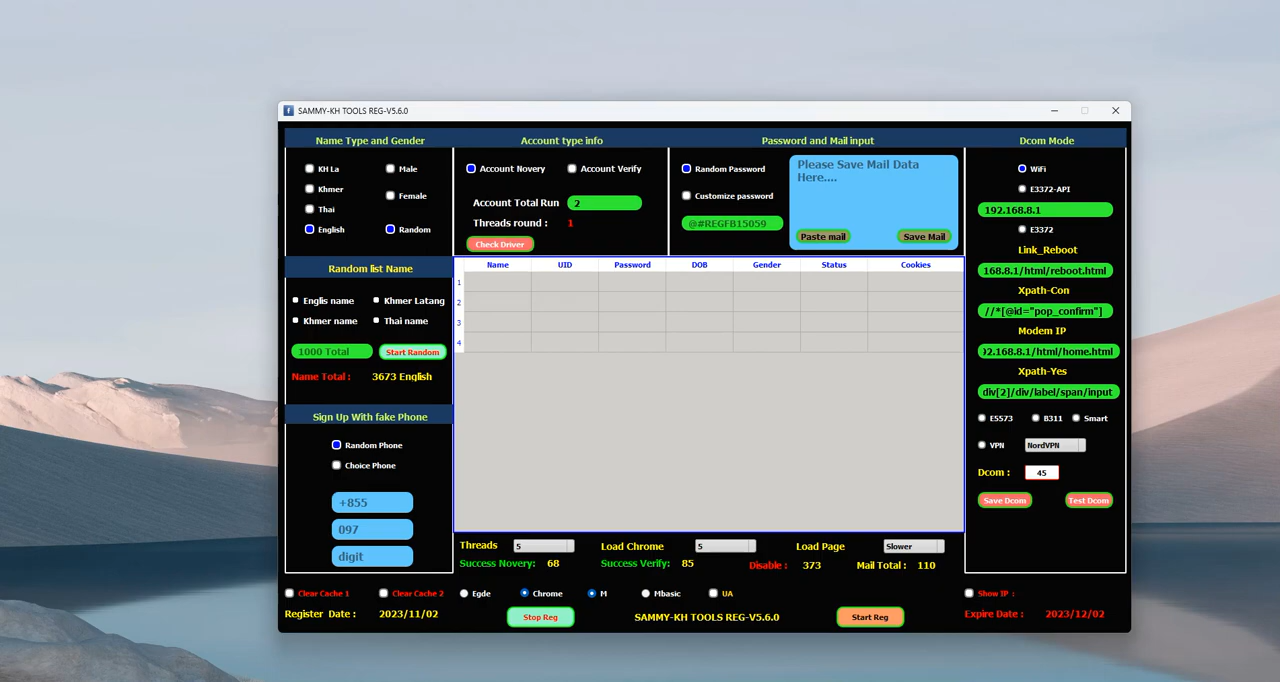 SAMMY-KH TOOLS REG-V5.6.0
Name Type and Gender
Account type info
Password and Mail input
Dcom Mode
KH La
Male
Khmer
Female
Thai
English
Random
Account Novery
Account Verify
Account Total Run 2
Threads round : 1
Check Driver
Random Password
Customize password
@#REGFB15059
Please Save Mail Data
Here....
Paste mail
Save Mail
WiFi
E3372-API
192.168.8.1
E3372
Link_Reboot
168.8.1/html/reboot.html
Xpath-Con
//*[@id="pop_confirm"]
Modem IP
92.168.8.1/html/home.html
Xpath-Yes
div[2]/div/label/span/input
E5573 B311 Smart
VPN NordVPN
Dcom : 45
Save Dcom Test Dcom
Random list Name
Englis name
Khmer Latang
Khmer name
Thai name
1000 Total
Start Random
Name Total : 3673 English
Sign Up With fake Phone
Random Phone
Choice Phone
+855
097
digit
Name UID Password DOB Gender Status Cookies
1
2
3
4
Threads 5 Load Chrome 5 Load Page Slower
Success Novery: 68 Success Verify: 85 Disable : 373 Mail Total : 110
Clear Cache 1 Clear Cache 2 Egde Chrome M Mbasic UA Show IP :
Register Date : 2023/11/02 Stop Reg SAMMY-KH TOOLS REG-V5.6.0 Start Reg Expire Date : 2023/12/02